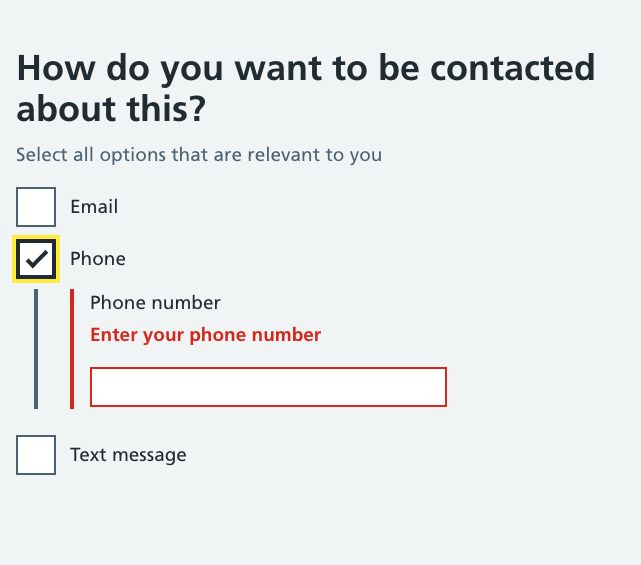 How do you want to be contacted
about this?
Select all options that are relevant to you
Email
Phone
Phone number
Enter your phone number
Text message